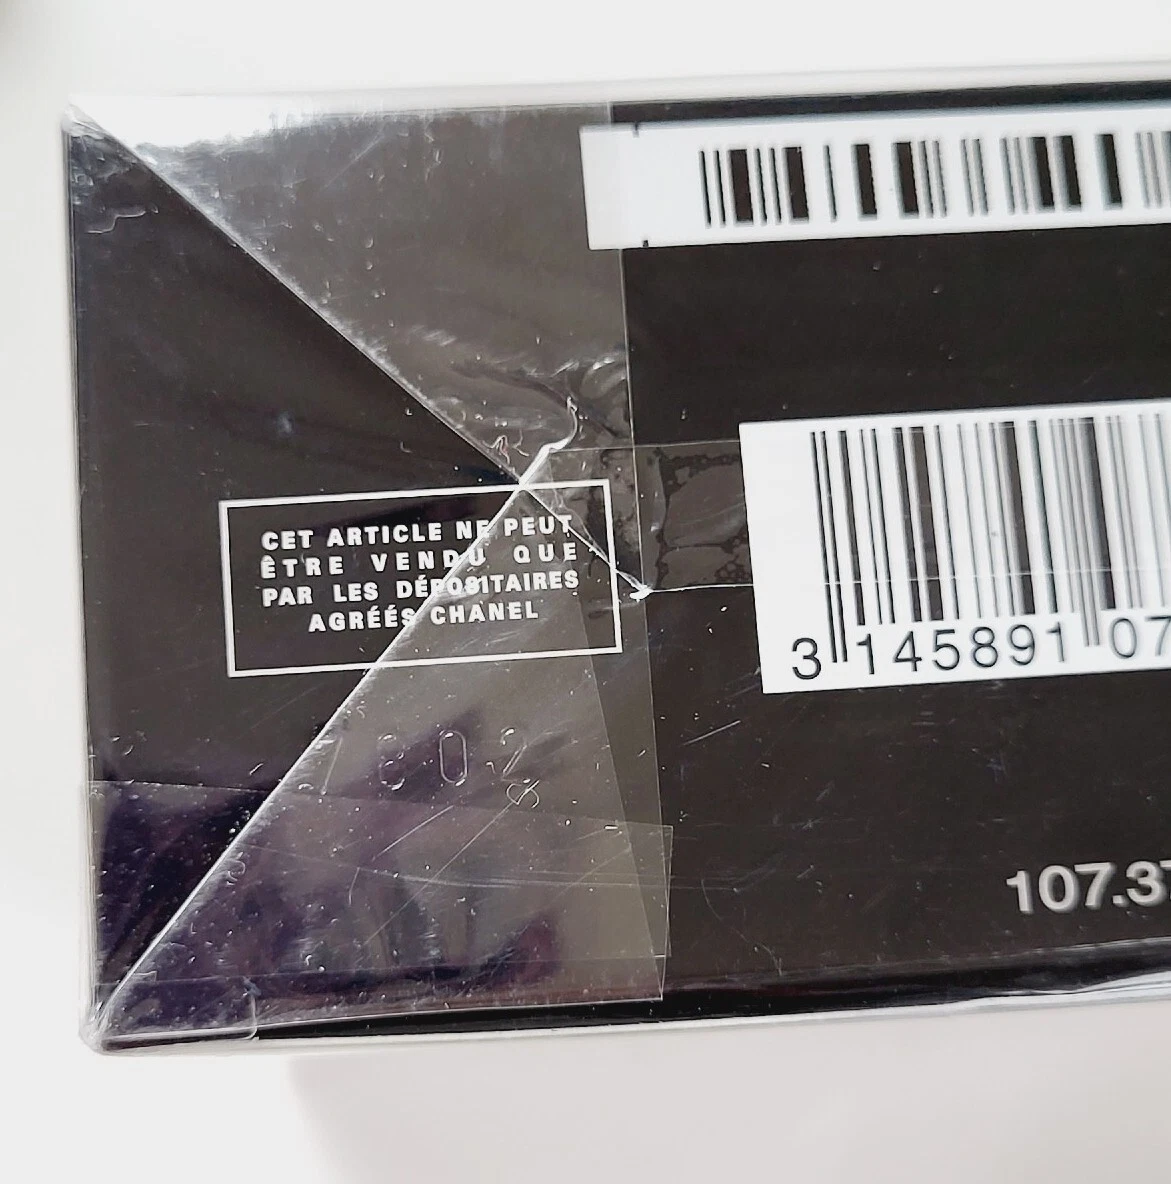 CET ARTICLE NE PEUT
ÊTRE VENDU QUE
PAR LES DÉPOSITAIRES
AGRÉÉS CHANEL
3 145891 07
107.37